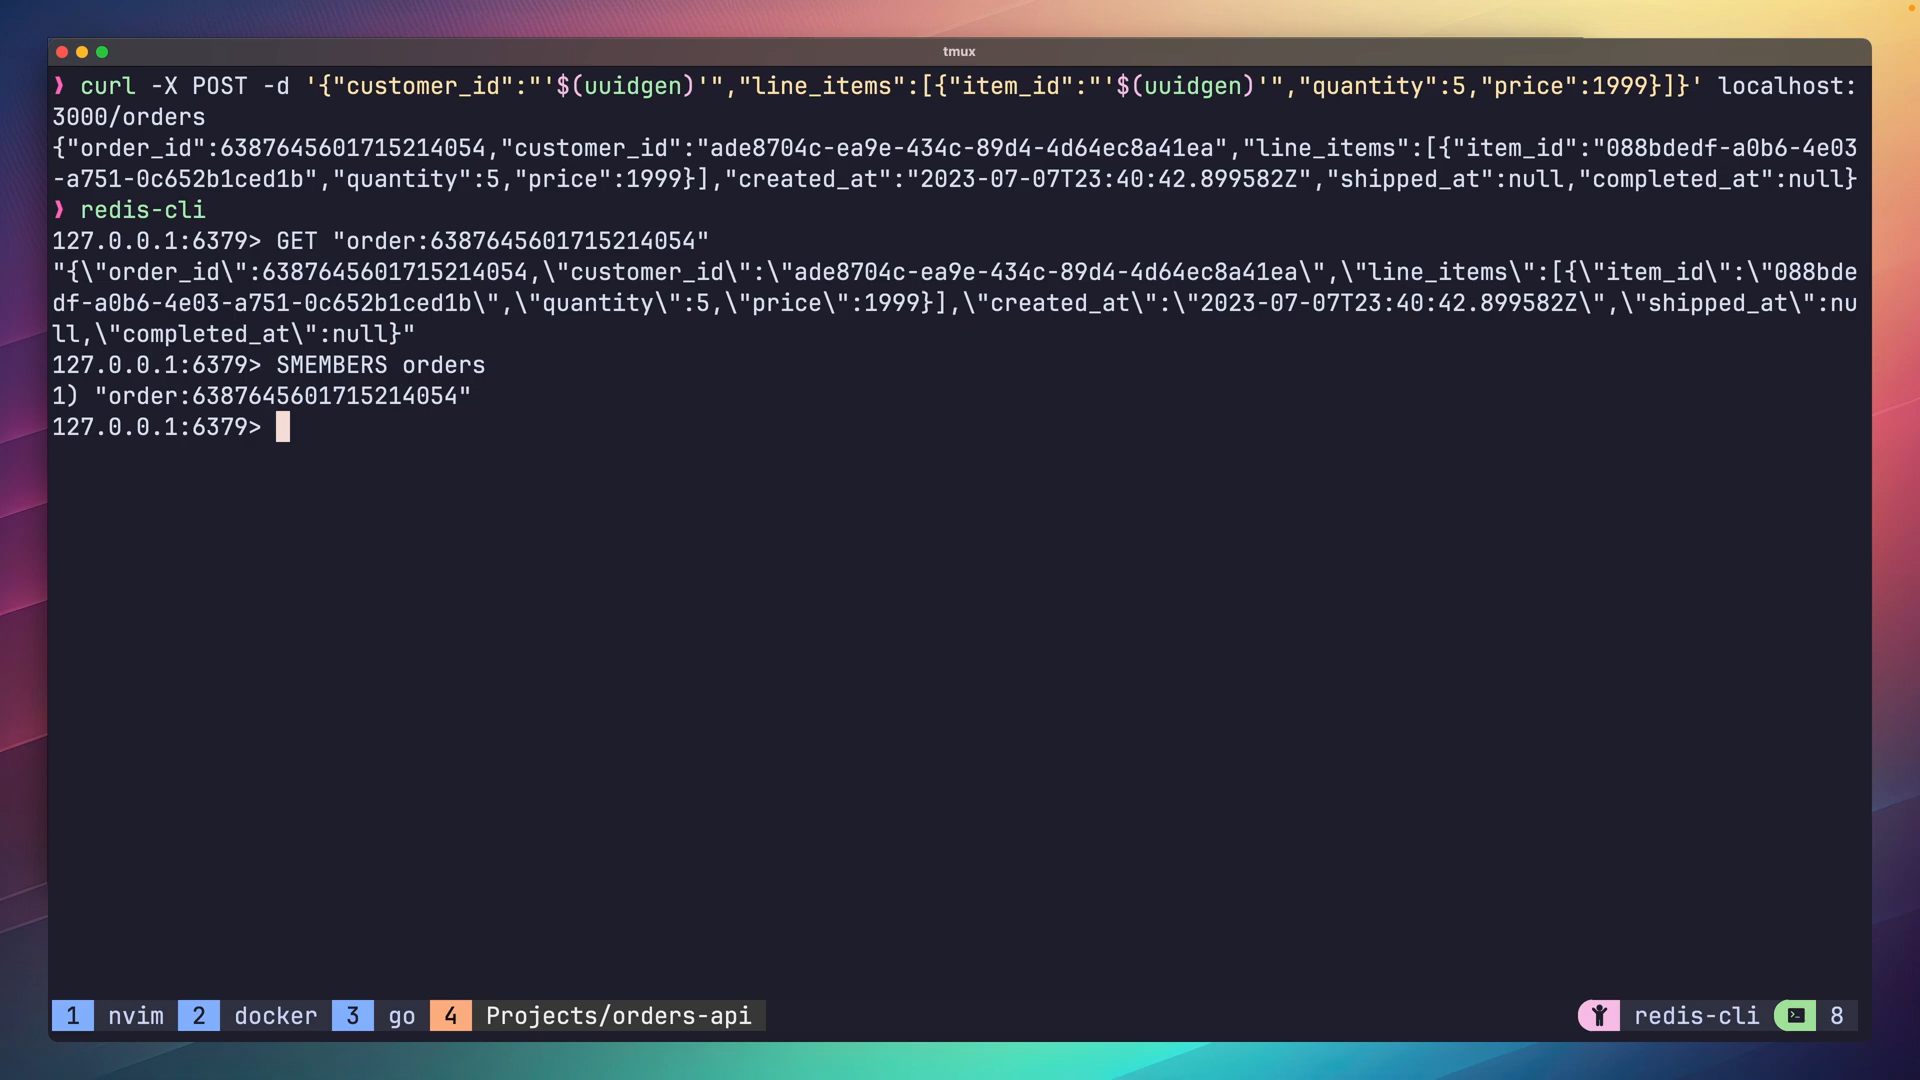 tmux
❯ curl -X POST -d '{"customer_id":"'$(uuidgen)'","line_items":[{"item_id":"'$(uuidgen)'","quantity":5,"price":1999}]}' localhost:
3000/orders
{"order_id":6387645601715214054,"customer_id":"ade8704c-ea9e-434c-89d4-4d64ec8a41ea","line_items":[{"item_id":"088bdedf-a0b6-4e03
-a751-0c652b1ced1b","quantity":5,"price":1999}],"created_at":"2023-07-07T23:40:42.899582Z","shipped_at":null,"completed_at":null}
❯ redis-cli
127.0.0.1:6379> GET "order:6387645601715214054"
"{\"order_id\":6387645601715214054,\"customer_id\":\"ade8704c-ea9e-434c-89d4-4d64ec8a41ea\",\"line_items\":[{\"item_id\":\"088bde
df-a0b6-4e03-a751-0c652b1ced1b\",\"quantity\":5,\"price\":1999}],\"created_at\":\"2023-07-07T23:40:42.899582Z\",\"shipped_at\":nu
ll,\"completed_at\":null}"
127.0.0.1:6379> SMEMBERS orders
1) "order:6387645601715214054"
127.0.0.1:6379>
1 nvim 2 docker 3 go 4 Projects/orders-api redis-cli 8